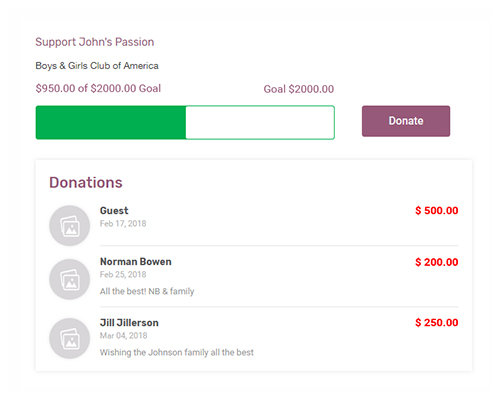 Support John's Passion
Boys & Girls Club of America
$950.00 of $2000.00 Goal
Goal $2000.00
Donate
Donations
Guest
$ 500.00
Feb 17, 2018
Norman Bowen
$ 200.00
Feb 25, 2018
All the best! NB & family
Jill Jillerson
$ 250.00
Mar 04, 2018
Wishing the Johnson family all the best